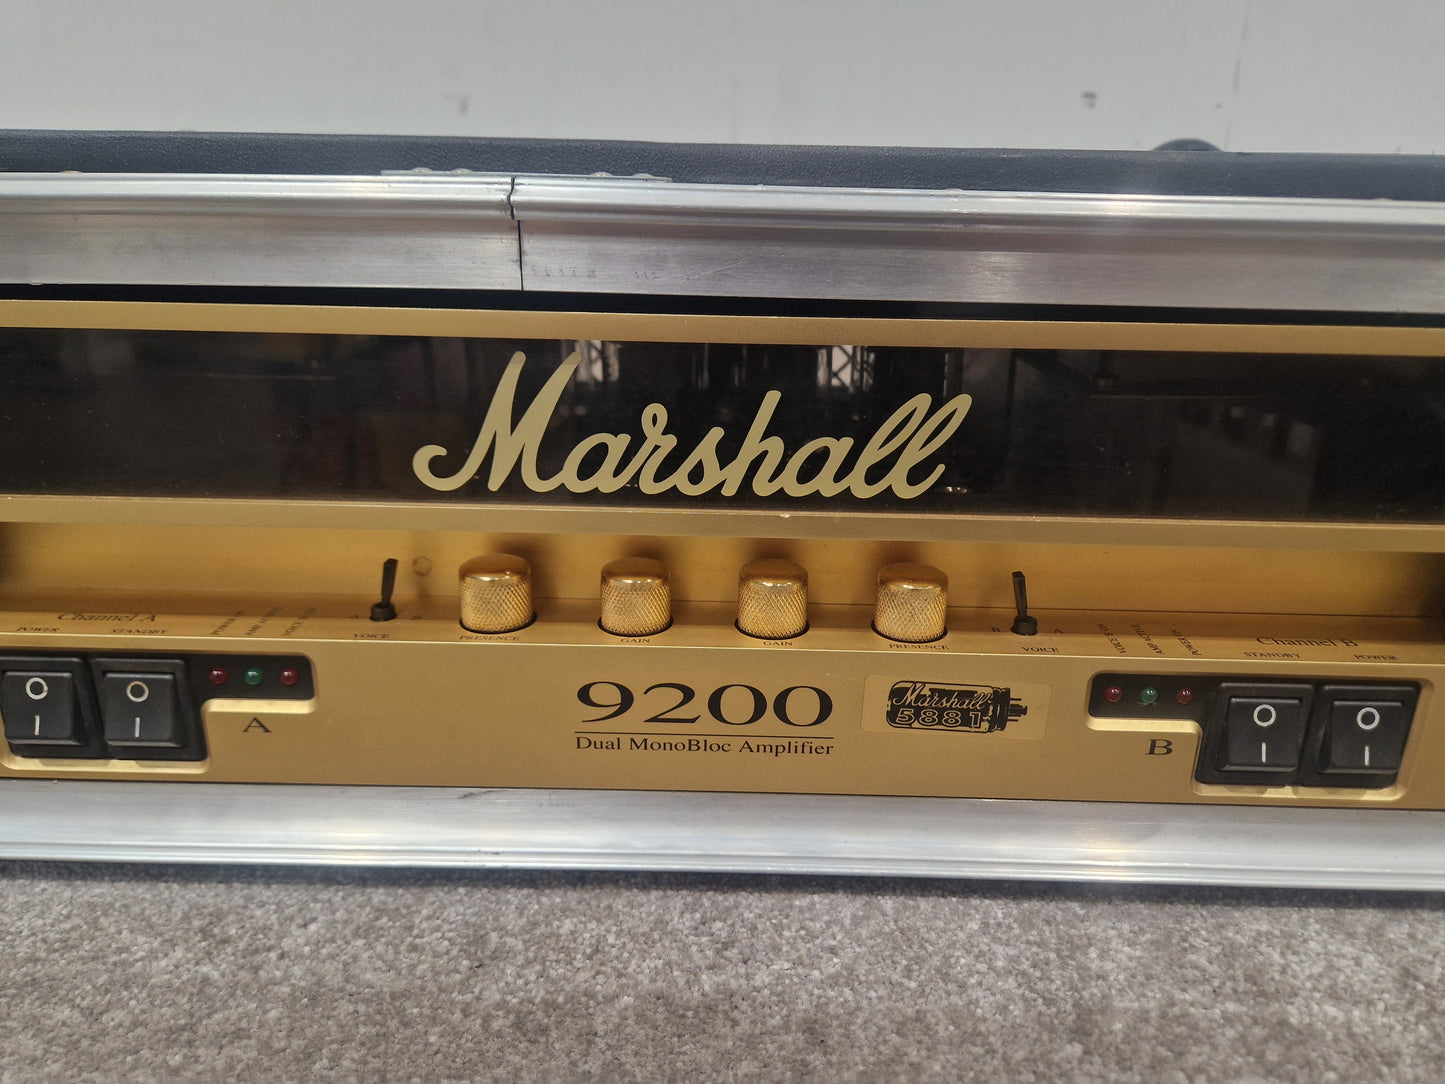 Marshall
Channel A
POWER STANDBY
A VOICE B
PRESENCE GAIN GAIN PRESENCE
B VOICE A
Channel B
STANDBY POWER
O O
I I
A
9200
Dual MonoBloc Amplifier
Marshall
5881
B
O O
I I